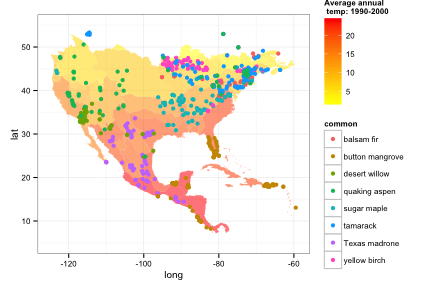 Average annual
temp: 1990-2000
20
15
10
common
balsam fir
button mangrove
desert willow
quaking aspen
sugar maple
tamarack
Texas madrone
yellow birch
lat
50
40
30
20
10
-120
-100
-80
-60
long